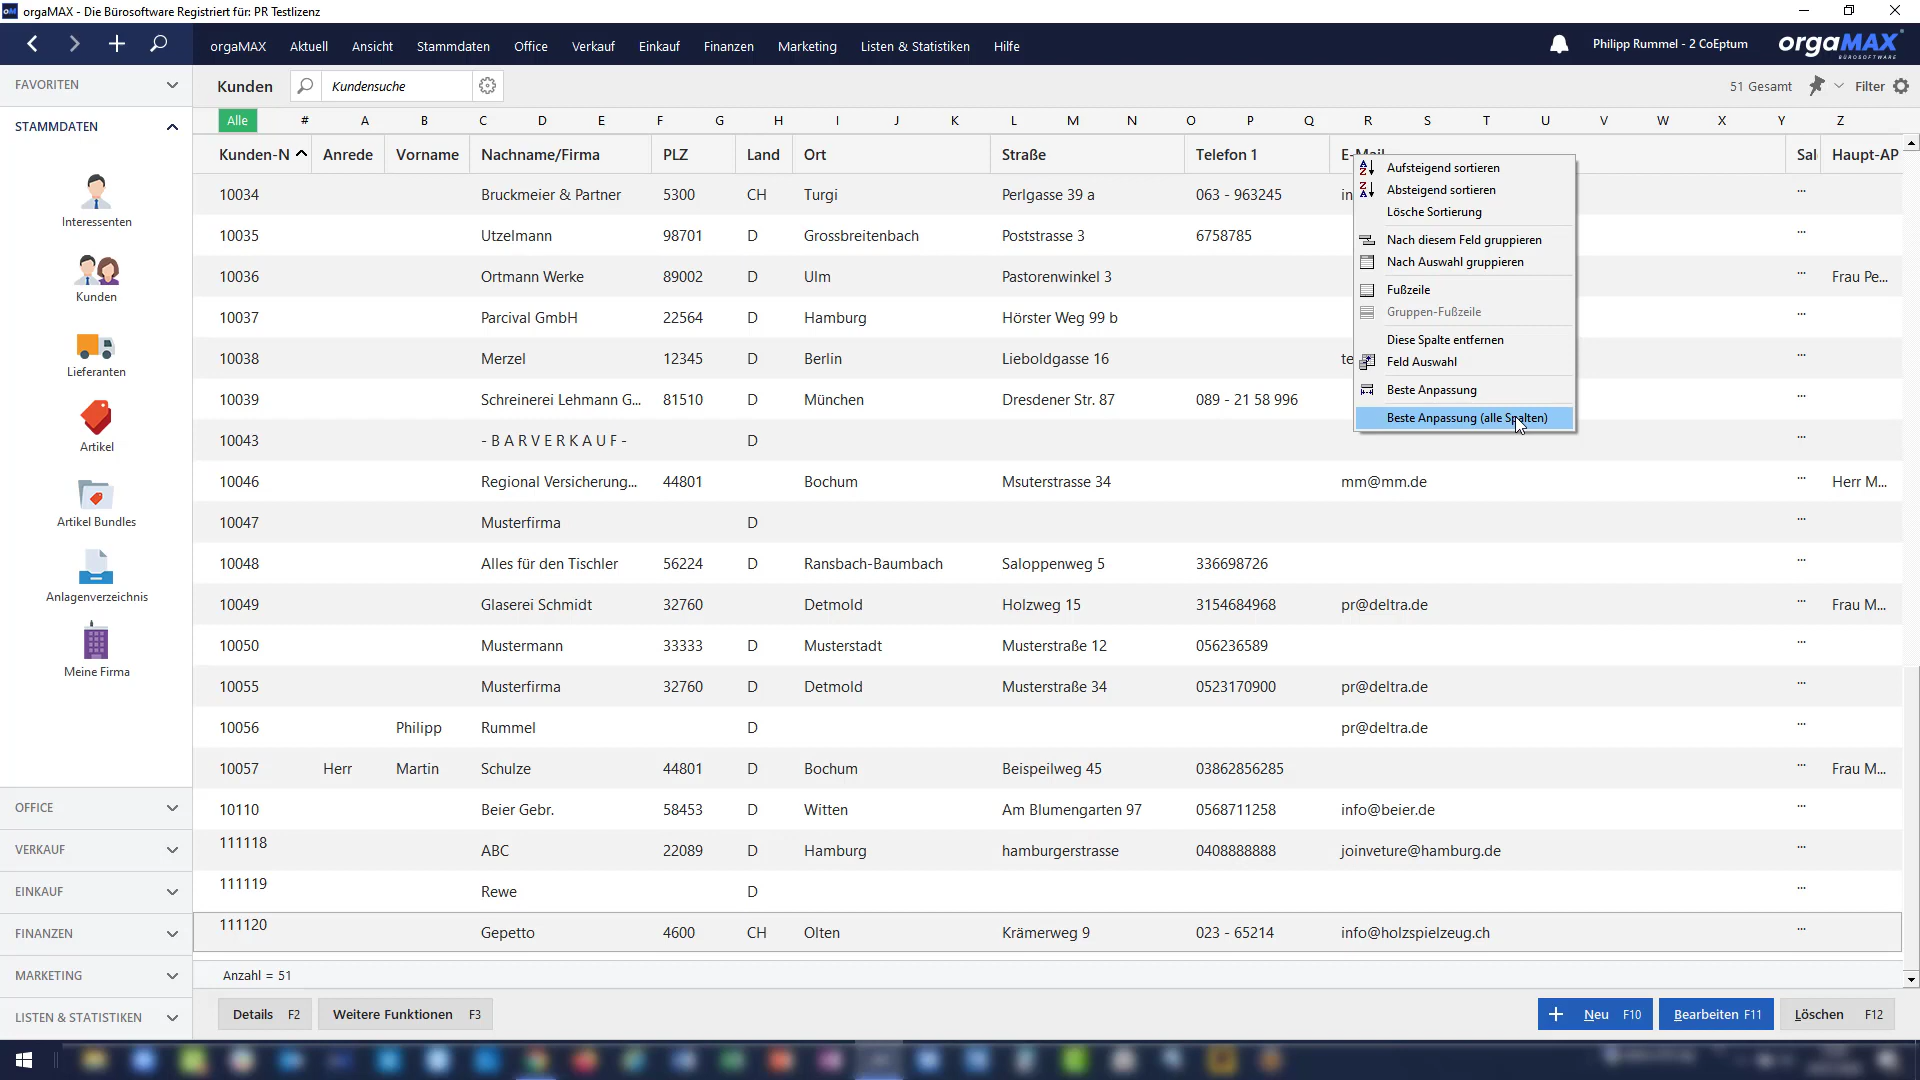 orgaMAX - Die Bürosoftware Registriert für: PR Testlizenz
orgaMAX Aktuell Ansicht Stammdaten Office Verkauf Einkauf Finanzen Marketing Listen & Statistiken Hilfe
Philipp Rummel - 2 CoEptum
orgaMAX
BÜROSOFTWARE
FAVORITEN
STAMMDATEN
Interessenten
Kunden
Lieferanten
Artikel
Artikel Bundles
Anlagenverzeichnis
Meine Firma
OFFICE
VERKAUF
EINKAUF
FINANZEN
MARKETING
LISTEN & STATISTIKEN
Kunden Kundensuche 51 Gesamt Filter
Alle # A B C D E F G H I J K L M N O P Q R S T U V W X Y Z
Kunden-N Anrede Vorname Nachname/Firma PLZ Land Ort Straße Telefon 1 E-Mail Sal Haupt-AP
10034 Bruckmeier & Partner 5300 CH Turgi Perlgasse 39 a 063 - 963245 in ...
10035 Utzelmann 98701 D Grossbreitenbach Poststrasse 3 6758785 ...
10036 Ortmann Werke 89002 D Ulm Pastorenwinkel 3 ... Frau Pe...
10037 Parcival GmbH 22564 D Hamburg Hörster Weg 99 b ...
10038 Merzel 12345 D Berlin Lieboldgasse 16 te ...
10039 Schreinerei Lehmann G... 81510 D München Dresdener Str. 87 089 - 21 58 996 ...
10043 - B A R V E R K A U F - D ...
10046 Regional Versicherung... 44801 Bochum Msuterstrasse 34 mm@mm.de ... Herr M...
10047 Musterfirma D ...
10048 Alles für den Tischler 56224 D Ransbach-Baumbach Saloppenweg 5 336698726 ...
10049 Glaserei Schmidt 32760 Detmold Holzweg 15 3154684968 pr@deltra.de ... Frau M...
10050 Mustermann 33333 D Musterstadt Musterstraße 12 056236589 ...
10055 Musterfirma 32760 D Detmold Musterstraße 34 0523170900 pr@deltra.de ...
10056 Philipp Rummel D pr@deltra.de ...
10057 Herr Martin Schulze 44801 D Bochum Beispeilweg 45 03862856285 ... Frau M...
10110 Beier Gebr. 58453 D Witten Am Blumengarten 97 0568711258 info@beier.de ...
111118 ABC 22089 D Hamburg hamburgerstrasse 0408888888 joinveture@hamburg.de ...
111119 Rewe D ...
111120 Gepetto 4600 CH Olten Krämerweg 9 023 - 65214 info@holzspielzeug.ch ...
Aufsteigend sortieren
Absteigend sortieren
Lösche Sortierung
Nach diesem Feld gruppieren
Nach Auswahl gruppieren
Fußzeile
Gruppen-Fußzeile
Diese Spalte entfernen
Feld Auswahl
Beste Anpassung
Beste Anpassung (alle Spalten)
Anzahl = 51
Details F2 Weitere Funktionen F3 Neu F10 Bearbeiten F11 Löschen F12